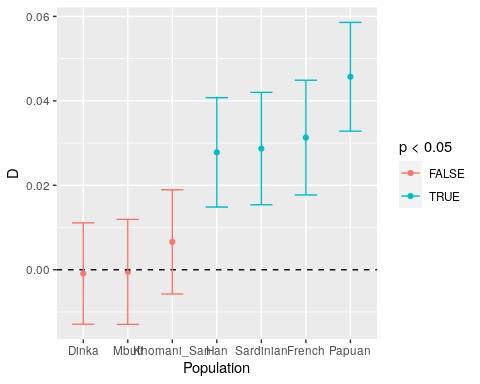 0.06
0.04
0.02
0.00
D
Dinka Mbuti Khomani_San Han Sardinian French Papuan
Population
p < 0.05
FALSE
TRUE